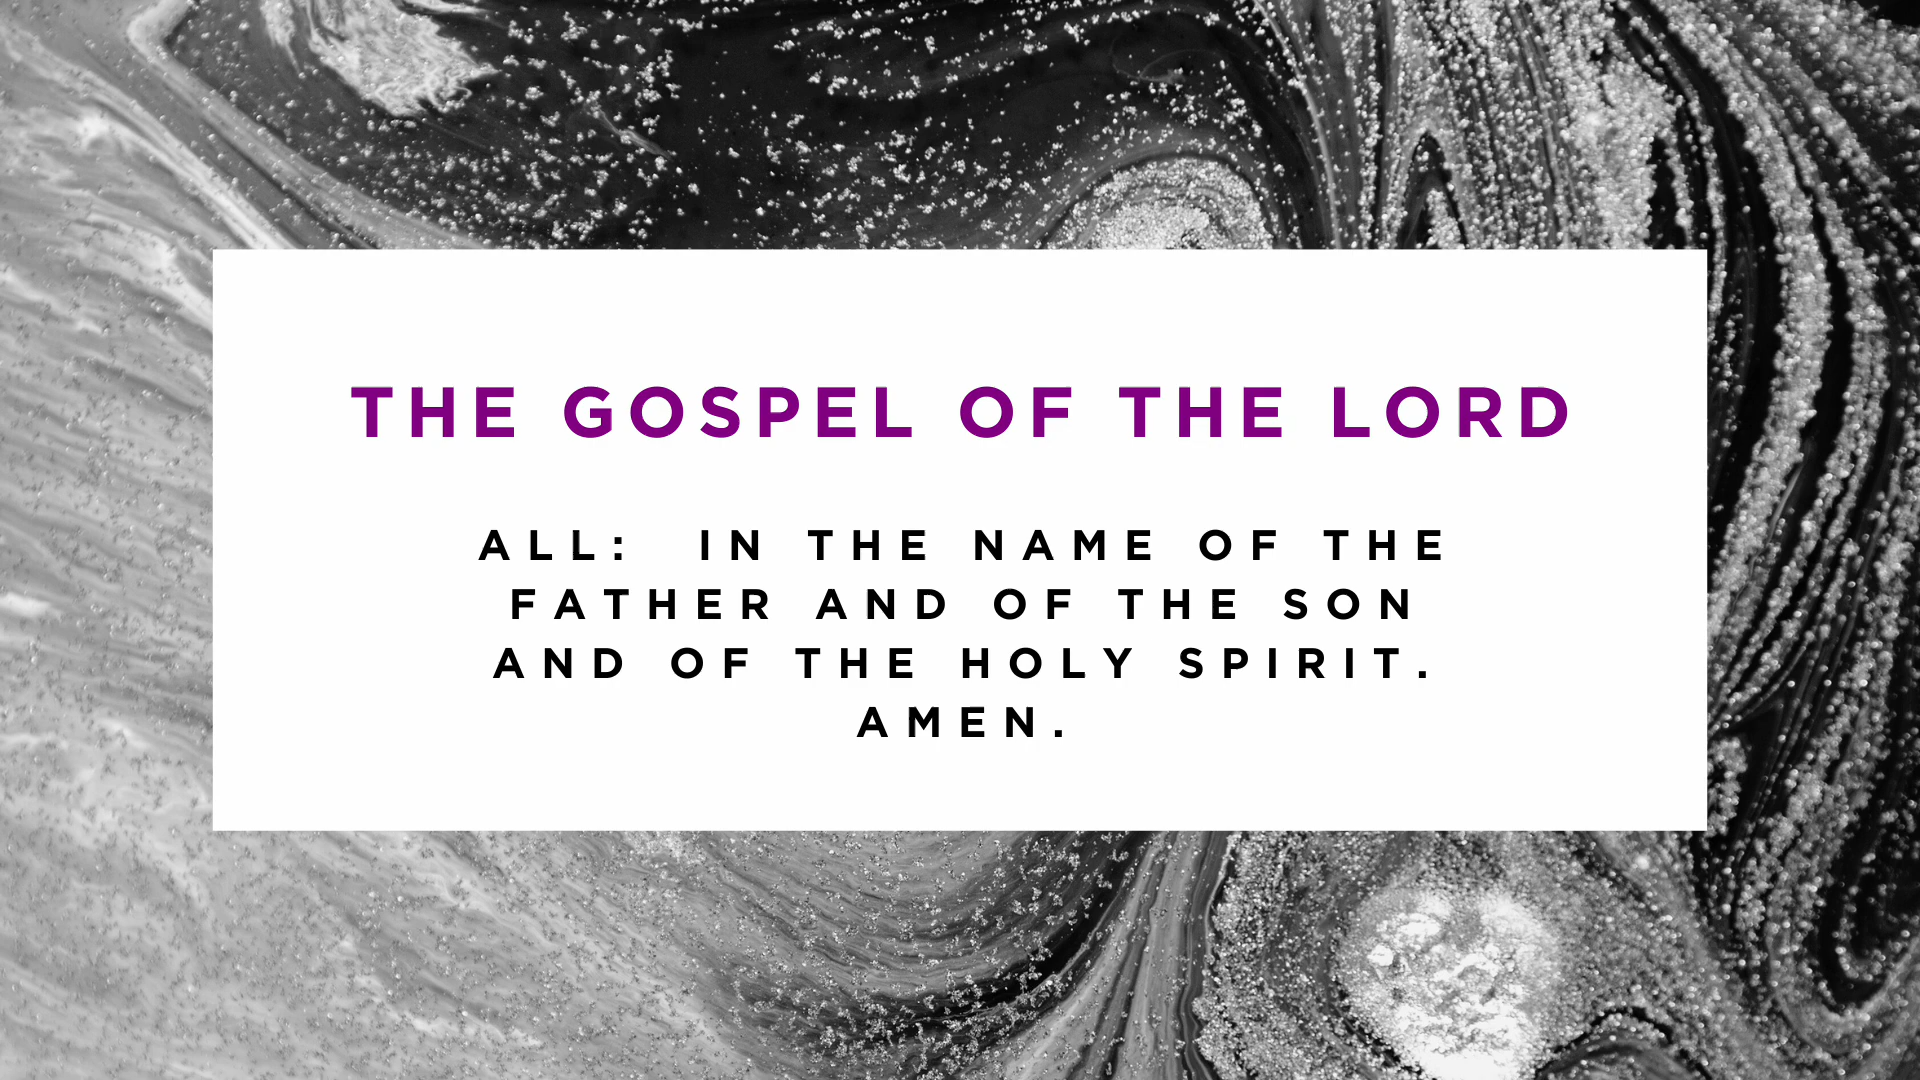 THE GOSPEL OF THE LORD
ALL: IN THE NAME OF THE
FATHER AND OF THE SON
AND OF THE HOLY SPIRIT.
AMEN.